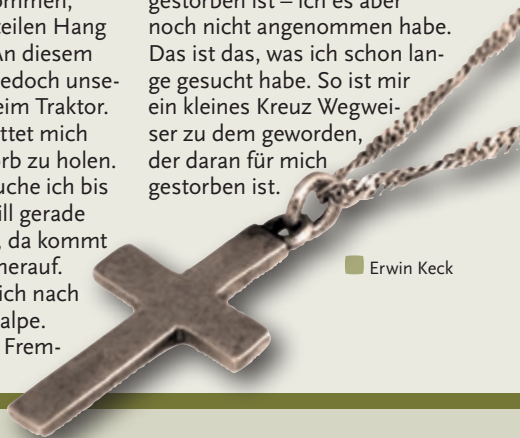 ommen,
teilen Hang
An diesem
edoch unse-
eim Traktor.
ttet mich
orb zu holen.
uche ich bis
ill gerade
, da kommt
herauf.
ich nach
alpe.
Frem-
gestorben ist – ich es aber
noch nicht angenommen habe.
Das ist das, was ich schon lan-
ge gesucht habe. So ist mir
ein kleines Kreuz Wegwei-
ser zu dem geworden,
der daran für mich
gestorben ist.
Erwin Keck